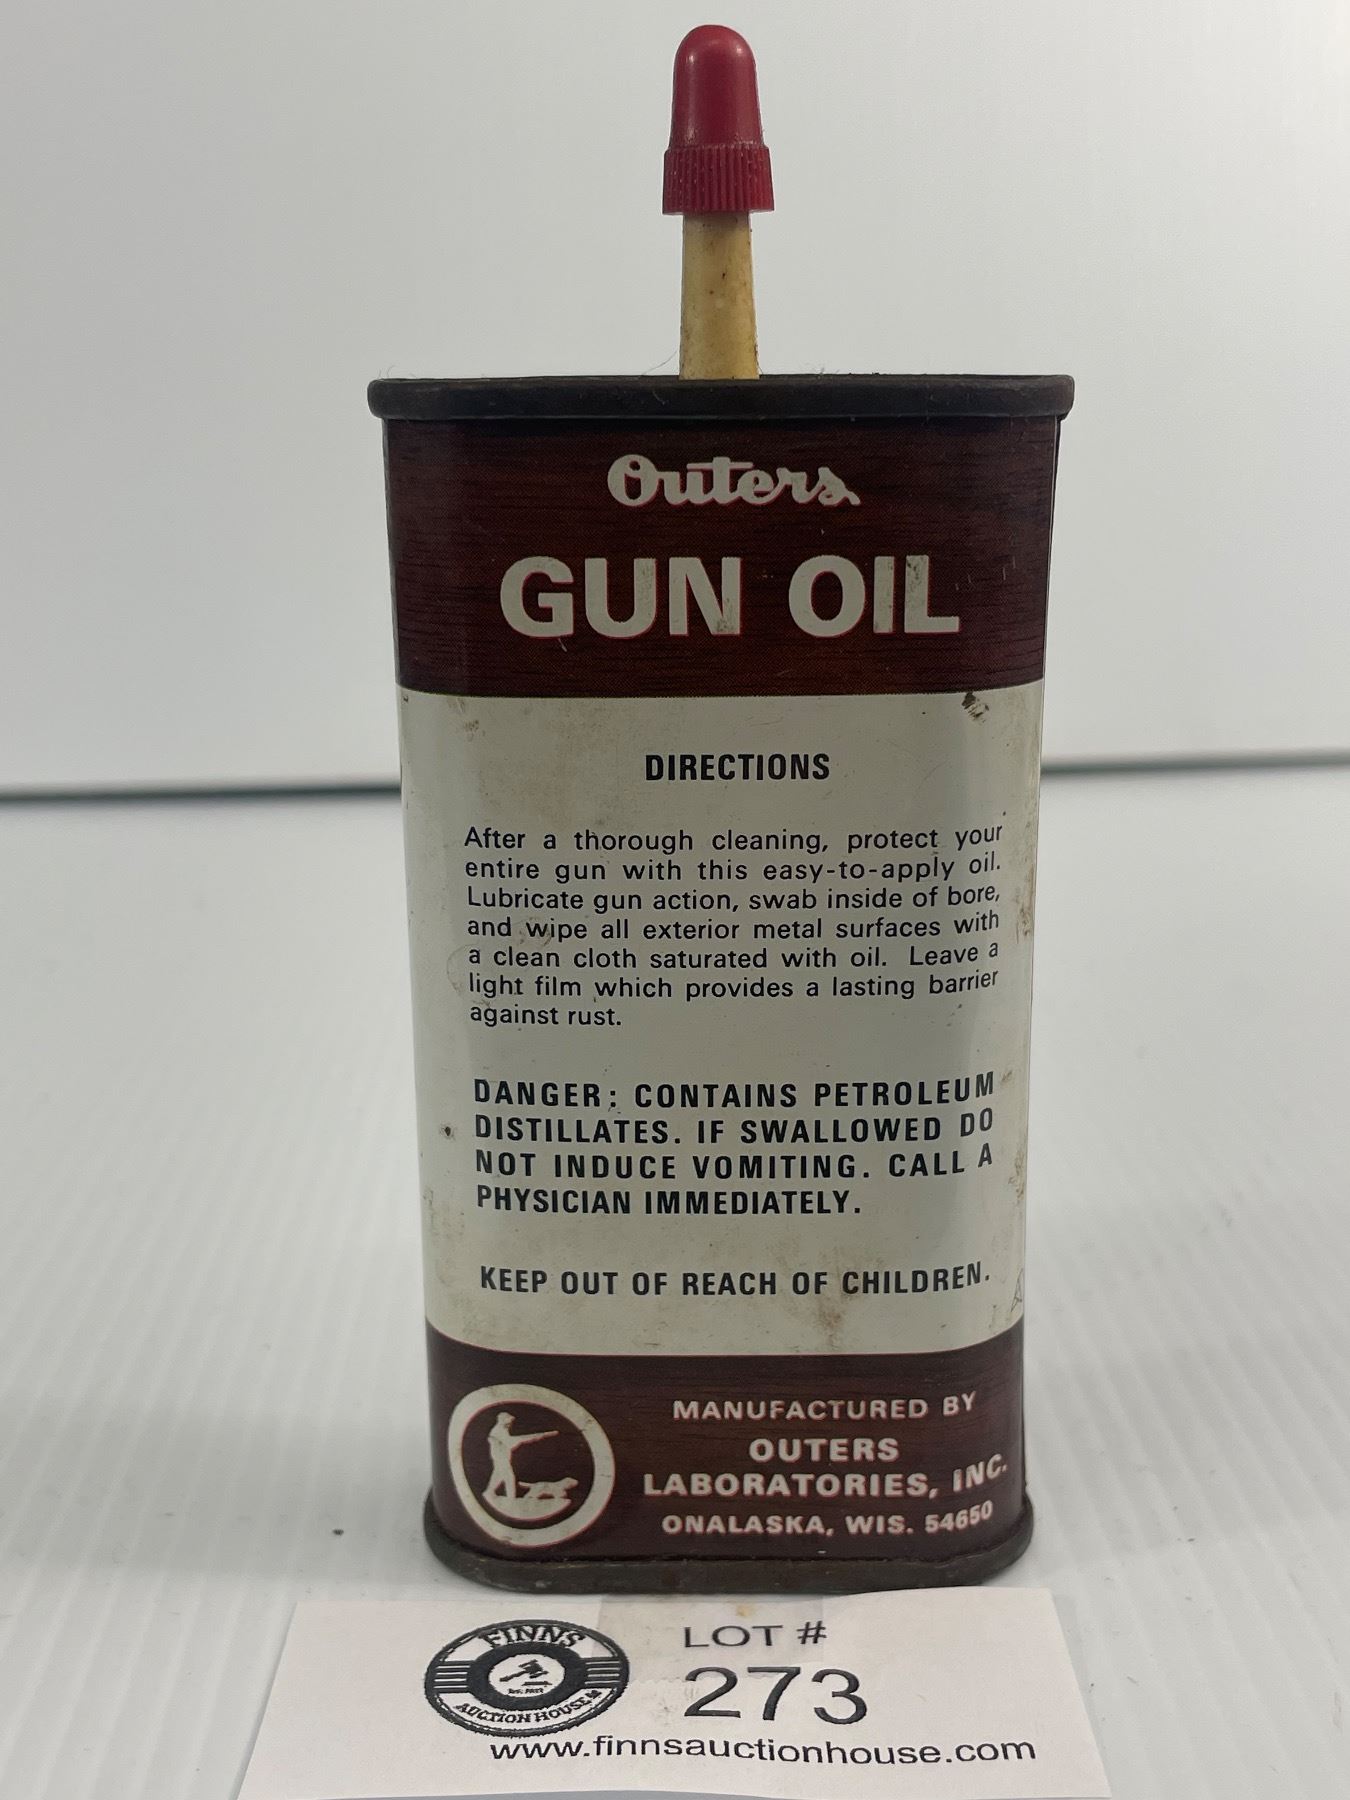 Outers
GUN OIL
DIRECTIONS
After a thorough cleaning, protect your
entire gun with this easy-to-apply oil.
Lubricate gun action, swab inside of bore,
and wipe all exterior metal surfaces with
a clean cloth saturated with oil. Leave a
light film which provides a lasting barrier
against rust.
DANGER: CONTAINS PETROLEUM
DISTILLATES. IF SWALLOWED DO
NOT INDUCE VOMITING. CALL A
PHYSICIAN IMMEDIATELY.
KEEP OUT OF REACH OF CHILDREN.
MANUFACTURED BY
OUTERS
LABORATORIES, INC.
ONALASKA, WIS. 54650
FINNS
AUCTION HOUSE
LOT #
273
www.finnsauctionhouse.com